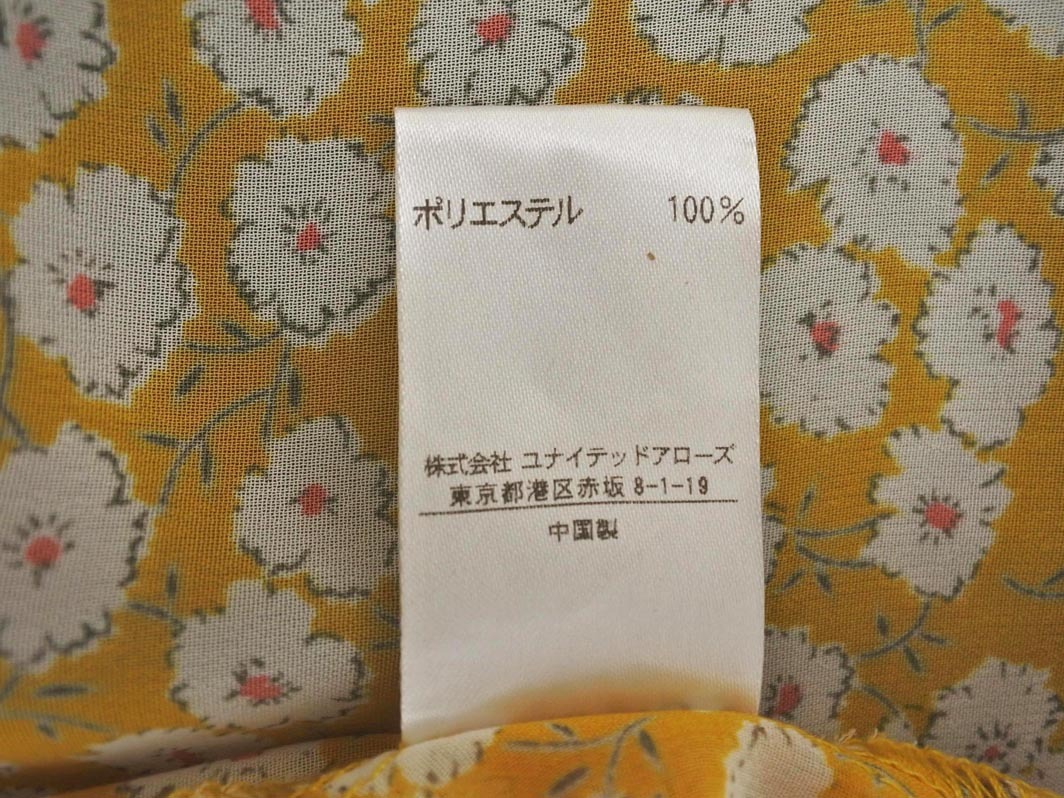 ポリエステル 100%
株式会社 ユナイテッドアローズ
東京都港区赤坂 8-1-19
中国製